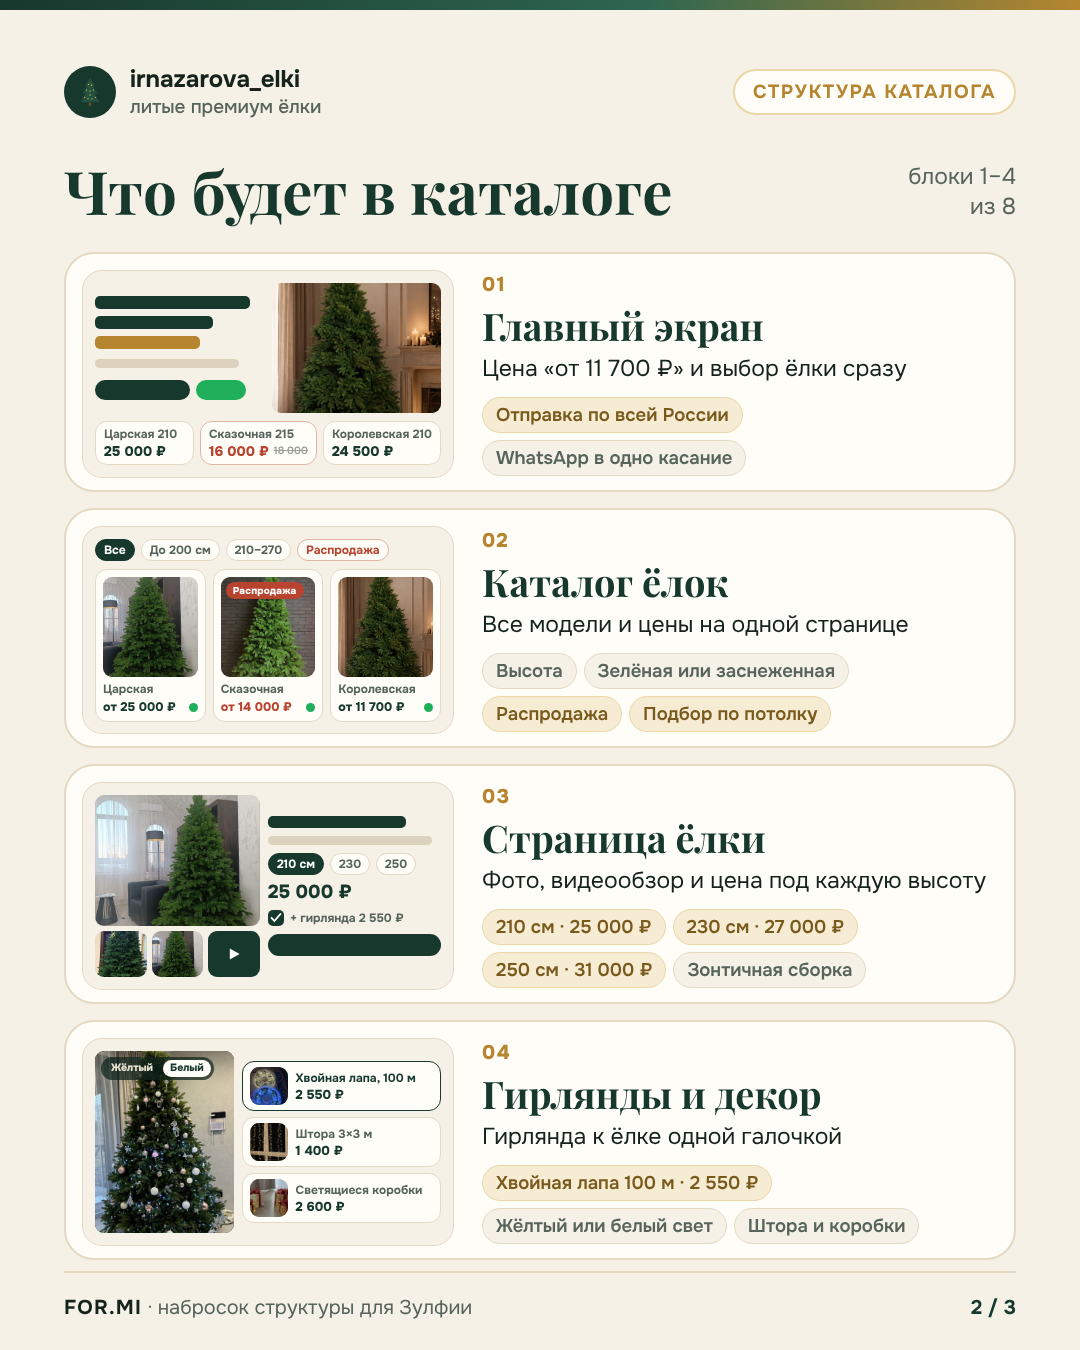 irnazarova_elki
литые премиум ёлки
СТРУКТУРА КАТАЛОГА
Что будет в каталоге
блоки 1–4
из 8
Царская 210
25 000 ₽
Сказочная 215
16 000 ₽ 18 000
Королевская 210
24 500 ₽
01
Главный экран
Цена «от 11 700 ₽» и выбор ёлки сразу
Отправка по всей России
WhatsApp в одно касание
Все До 200 см 210–270 Распродажа
Распродажа
Царская
от 25 000 ₽
Сказочная
от 14 000 ₽
Королевская
от 11 700 ₽
02
Каталог ёлок
Все модели и цены на одной странице
Высота Зелёная или заснеженная
Распродажа Подбор по потолку
210 см 230 250
25 000 ₽
+ гирлянда 2 550 ₽
03
Страница ёлки
Фото, видеообзор и цена под каждую высоту
210 см · 25 000 ₽ 230 см · 27 000 ₽
250 см · 31 000 ₽ Зонтичная сборка
Жёлтый Белый
Хвойная лапа, 100 м
2 550 ₽
Штора 3×3 м
1 400 ₽
Светящиеся коробки
2 600 ₽
04
Гирлянды и декор
Гирлянда к ёлке одной галочкой
Хвойная лапа 100 м · 2 550 ₽
Жёлтый или белый свет Штора и коробки
FOR.MI · набросок структуры для Зулфии
2 / 3